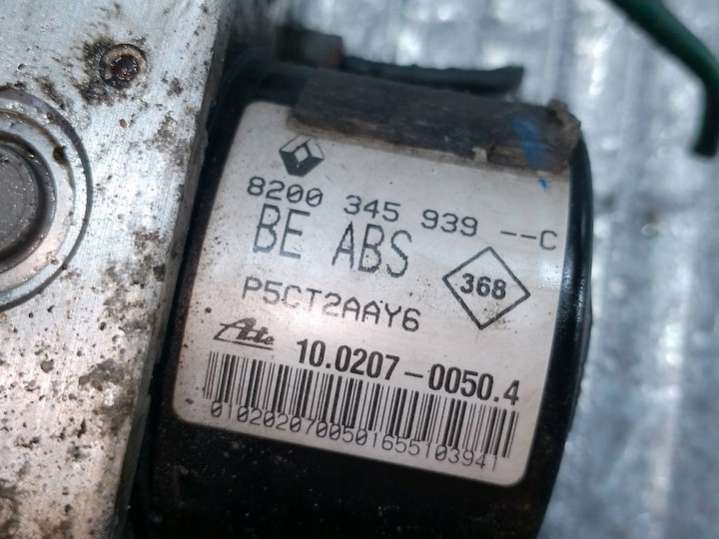 8200 345 939 --C
BE ABS
368
P5CT2AAY6
Ate
10.0207-0050.4
0102020700501655103941